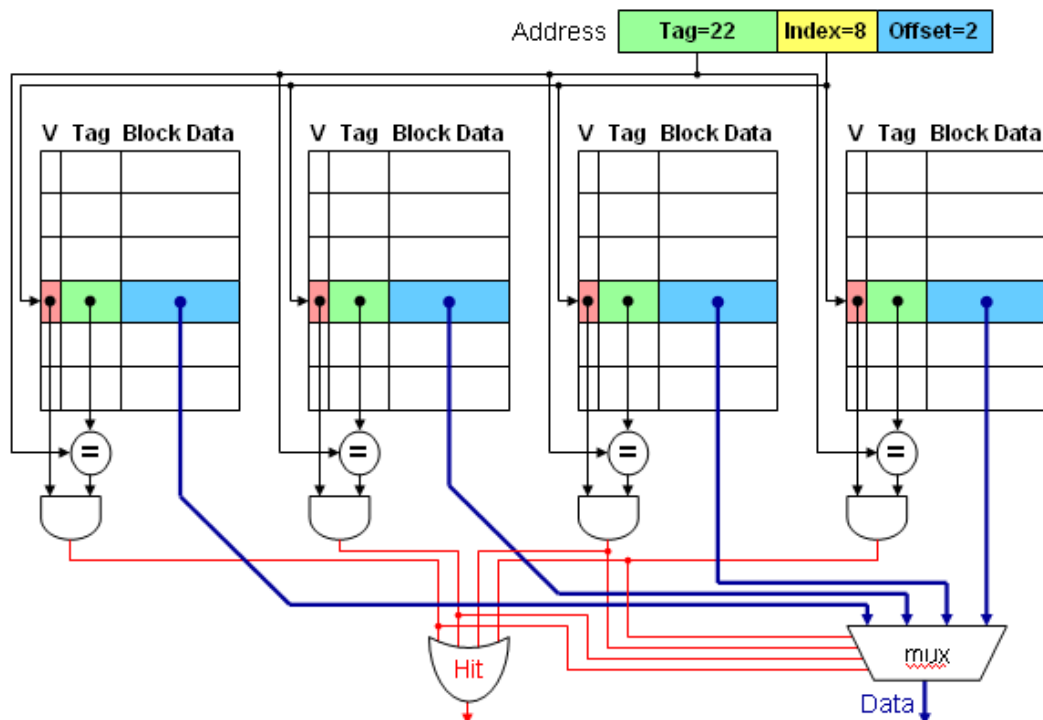 Address Tag=22 Index=8 Offset=2
V Tag Block Data V Tag Block Data V Tag Block Data V Tag Block Data
= = = =
Hit
mux
Data